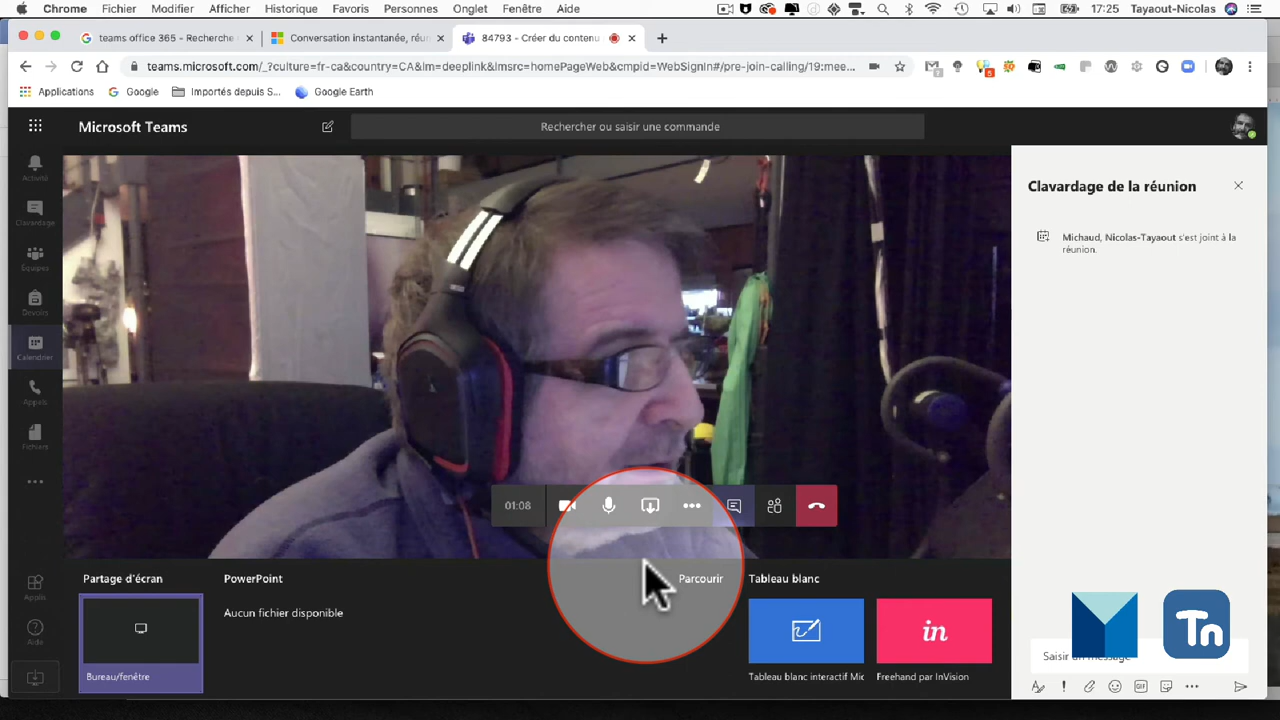 Chrome Fichier Modifier Afficher Historique Favoris Personnes Onglet Fenêtre Aide 17:25 Tayaout-Nicolas
teams office 365 - Recherche
Conversation instantanée, réun
84793 - Créer du contenu
teams.microsoft.com/_?culture=fr-ca&country=CA&lm=deeplink&lmsrc=homePageWeb&cmpid=WebSignIn#/pre-join-calling/19:mee...
Applications Google Importés depuis S... Google Earth
Microsoft Teams
Rechercher ou saisir une commande
Activité
Clavardage
Équipes
Devoirs
Calendrier
Appels
Fichiers
Applis
Aide
Clavardage de la réunion
Michaud, Nicolas-Tayaout s'est joint à la
réunion.
01:08
Partage d'écran PowerPoint Parcourir Tableau blanc
Aucun fichier disponible
in
Bureau/fenêtre
Tableau blanc interactif Mic
Freehand par InVision
Tn
Saisir un message
GIF